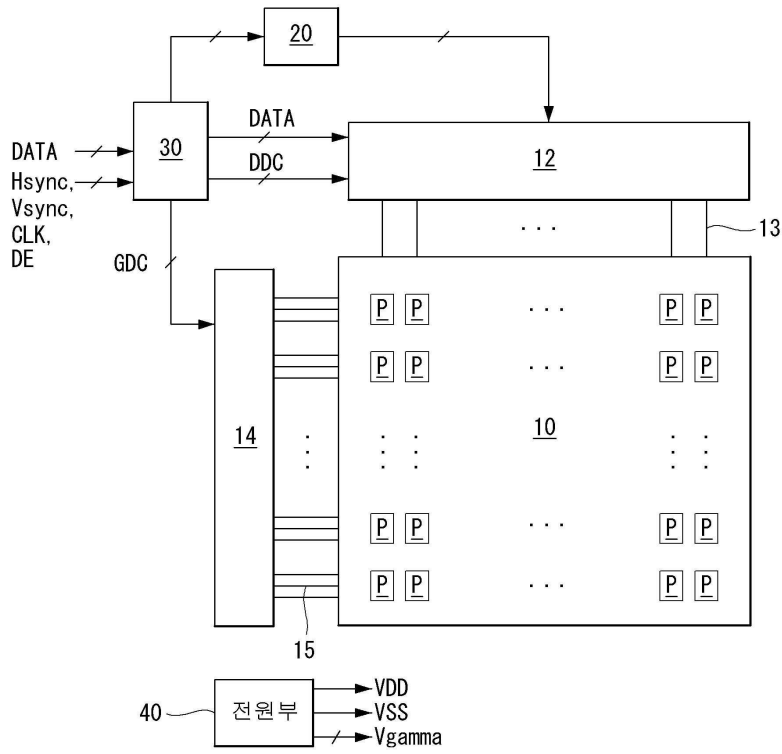 20
DATA
30
DATA
12
Hsync,
DDC
Vsync,
CLK,
DE
GDC
... 13
P P ... P P
P P ... P P
14
10
P P ... P P
P P ... P P
15
40
전원부
VDD
VSS
Vgamma